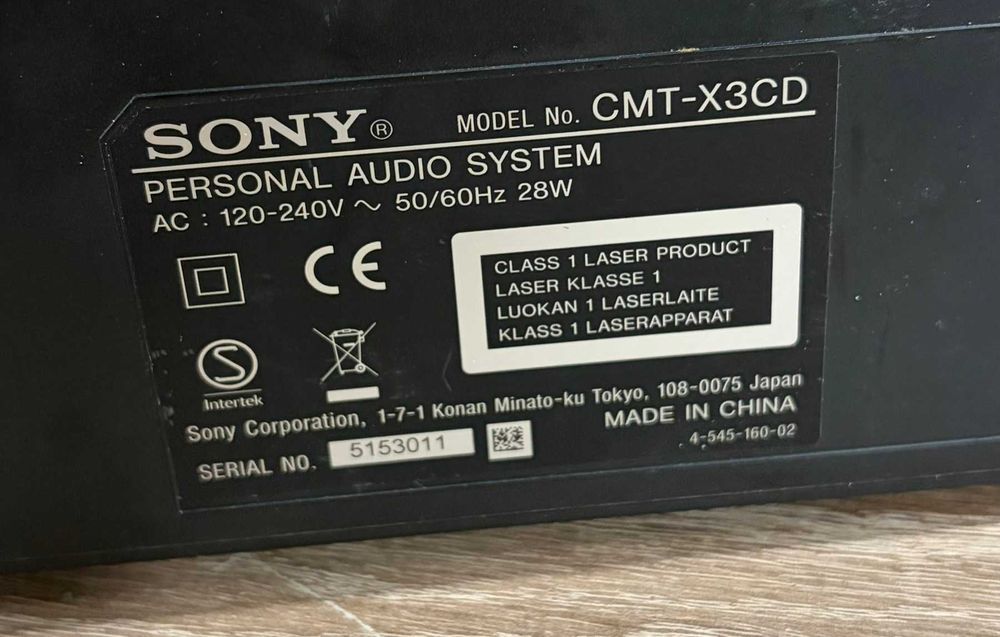 SONY® MODEL No. CMT-X3CD
PERSONAL AUDIO SYSTEM
AC : 120-240V ~ 50/60Hz 28W
CE
CLASS 1 LASER PRODUCT
LASER KLASSE 1
LUOKAN 1 LASERLAITE
KLASS 1 LASERAPPARAT
S
Intertek
Sony Corporation, 1-7-1 Konan Minato-ku Tokyo, 108-0075 Japan
MADE IN CHINA
SERIAL NO. 5153011
4-545-160-02